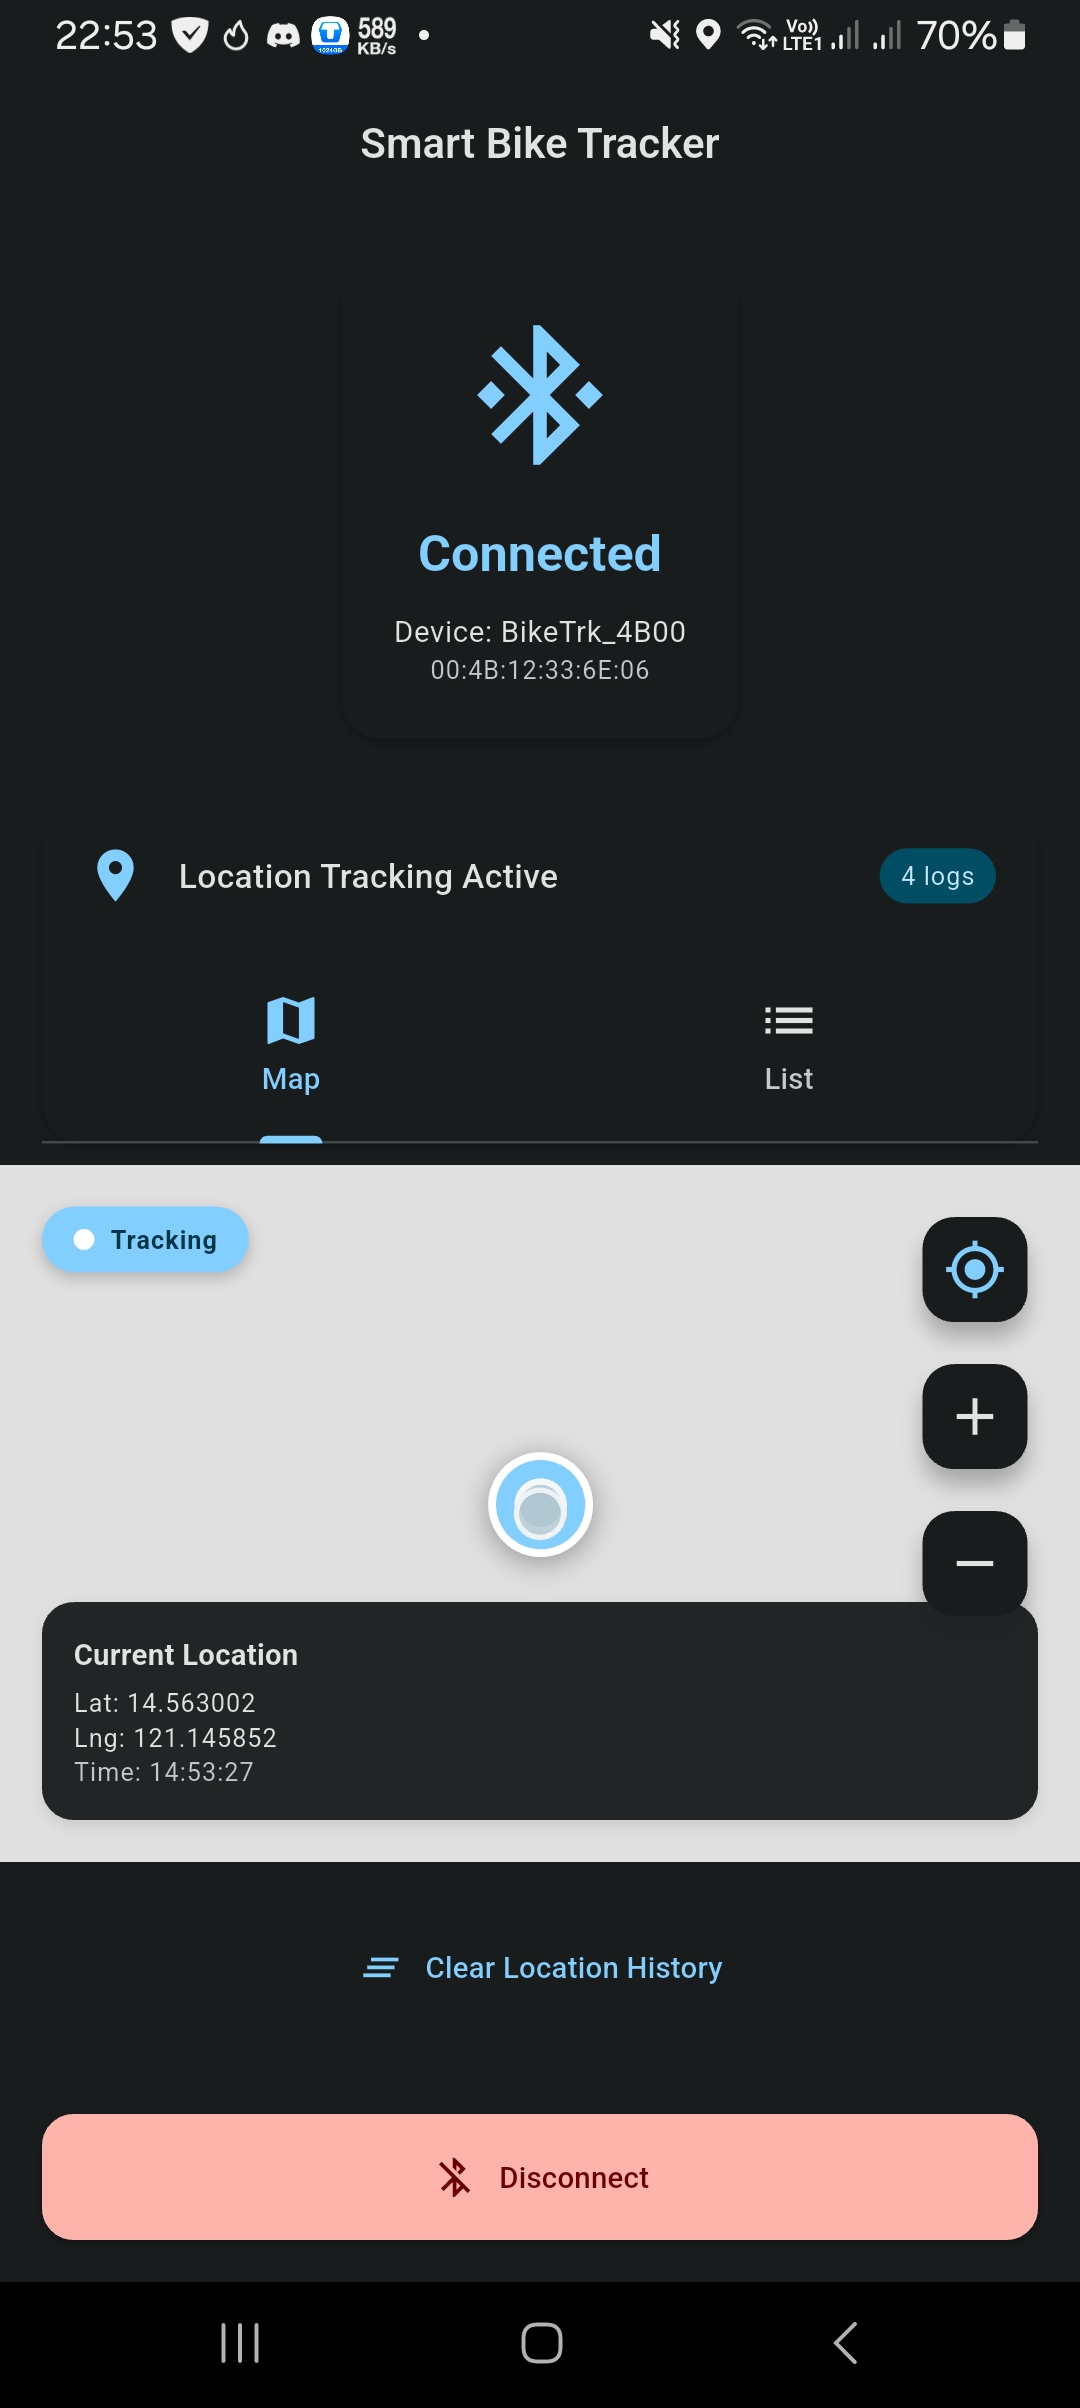 22:53
589
KB/s
Vo))
LTE1
70%
Smart Bike Tracker
Connected
Device: BikeTrk_4B00
00:4B:12:33:6E:06
Location Tracking Active
4 logs
Map
List
Tracking
Current Location
Lat: 14.563002
Lng: 121.145852
Time: 14:53:27
Clear Location History
Disconnect